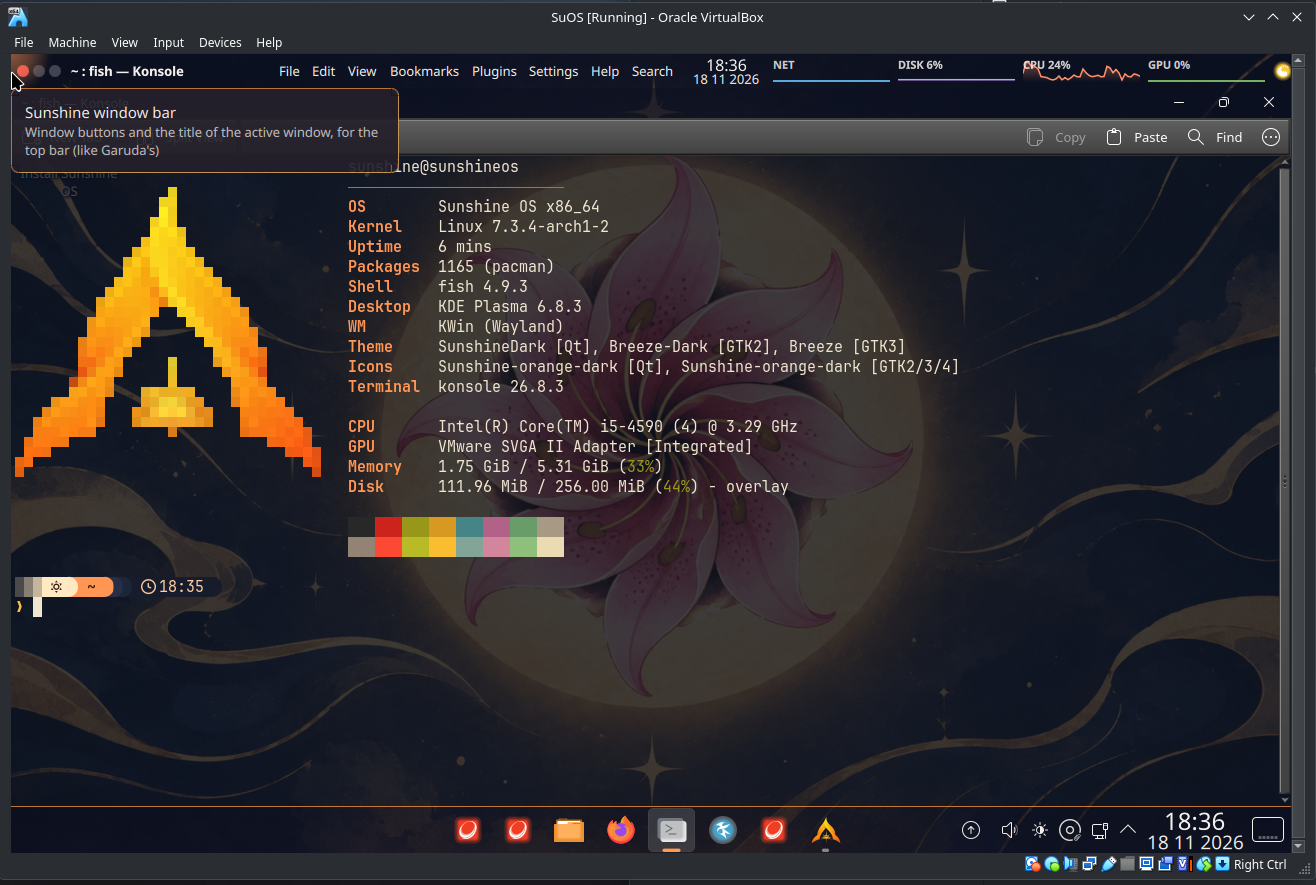 SuOS [Running] - Oracle VirtualBox
File Machine View Input Devices Help
~ : fish — Konsole File Edit View Bookmarks Plugins Settings Help Search 18:36 NET DISK 6% CPU 24% GPU 0%
18 11 2026
Sunshine window bar
Window buttons and the title of the active window, for the
top bar (like Garuda's)
Copy Paste Find
Install Sunshine
OS
sunshine@sunshineos
OS Sunshine OS x86_64
Kernel Linux 7.3.4-arch1-2
Uptime 6 mins
Packages 1165 (pacman)
Shell fish 4.9.3
Desktop KDE Plasma 6.8.3
WM KWin (Wayland)
Theme SunshineDark [Qt], Breeze-Dark [GTK2], Breeze [GTK3]
Icons Sunshine-orange-dark [Qt], Sunshine-orange-dark [GTK2/3/4]
Terminal konsole 26.8.3
CPU Intel(R) Core(TM) i5-4590 (4) @ 3.29 GHz
GPU VMware SVGA II Adapter [Integrated]
Memory 1.75 GiB / 5.31 GiB (33%)
Disk 111.96 MiB / 256.00 MiB (44%) - overlay
~ 18:35
❯
18:36
18 11 2026
Right Ctrl